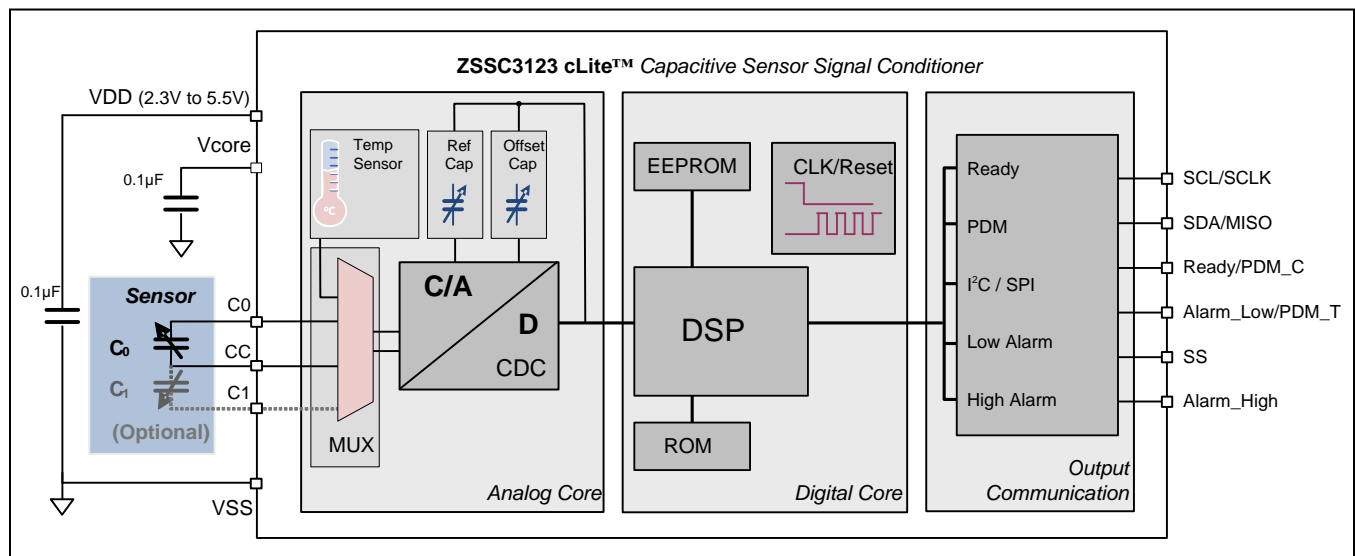 ZSSC3123 cLite™ Capacitive Sensor Signal Conditioner
VDD (2.3V to 5.5V)
Vcore
0.1µF
0.1µF
Sensor
C0
C0
CC
C1
C1
(Optional)
VSS
Temp
Sensor
°C
Ref
Cap
Offset
Cap
MUX
C/A
D
CDC
Analog Core
EEPROM
CLK/Reset
DSP
ROM
Digital Core
Ready
PDM
I²C / SPI
Low Alarm
High Alarm
Output
Communication
SCL/SCLK
SDA/MISO
Ready/PDM_C
Alarm_Low/PDM_T
SS
Alarm_High